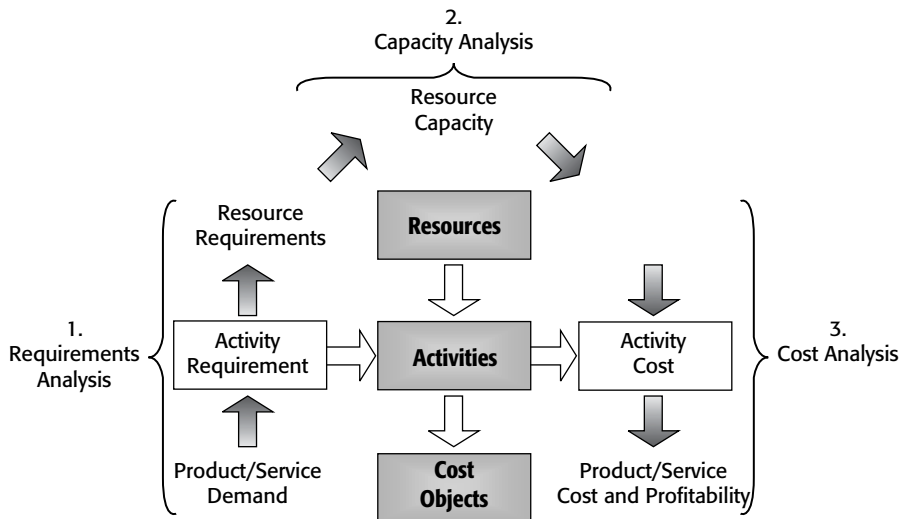 2.
Capacity Analysis
Resource
Capacity
Resource
Requirements
Resources
1.
Requirements
Analysis
Activity
Requirement
Activities
Activity
Cost
3.
Cost Analysis
Product/Service
Demand
Cost
Objects
Product/Service
Cost and Profitability